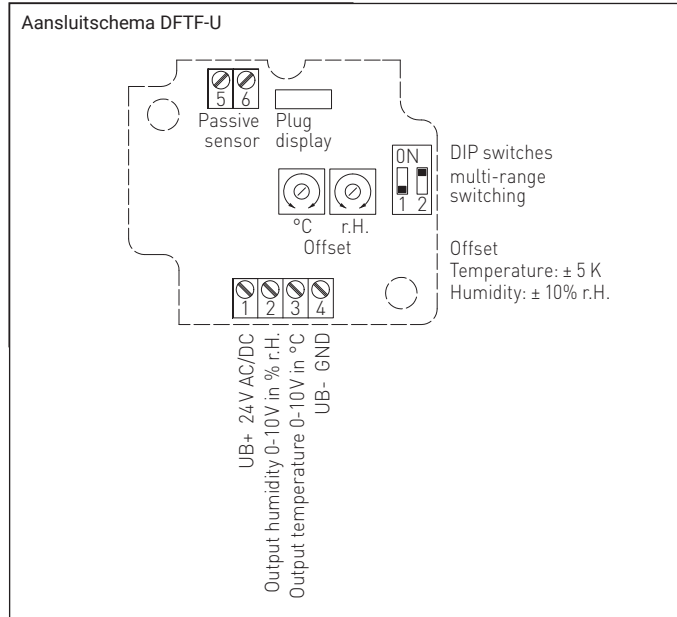 Aansluitschema DFTF-U
5 6
Passive
sensor
Plug
display
ON
1 2
DIP switches
multi-range
switching
°C r.H.
Offset
Offset
Temperature: ± 5 K
Humidity: ± 10% r.H.
1 2 3 4
UB+ 24V AC/DC
Output humidity 0-10V in % r.H.
Output temperature 0-10V in °C
UB- GND